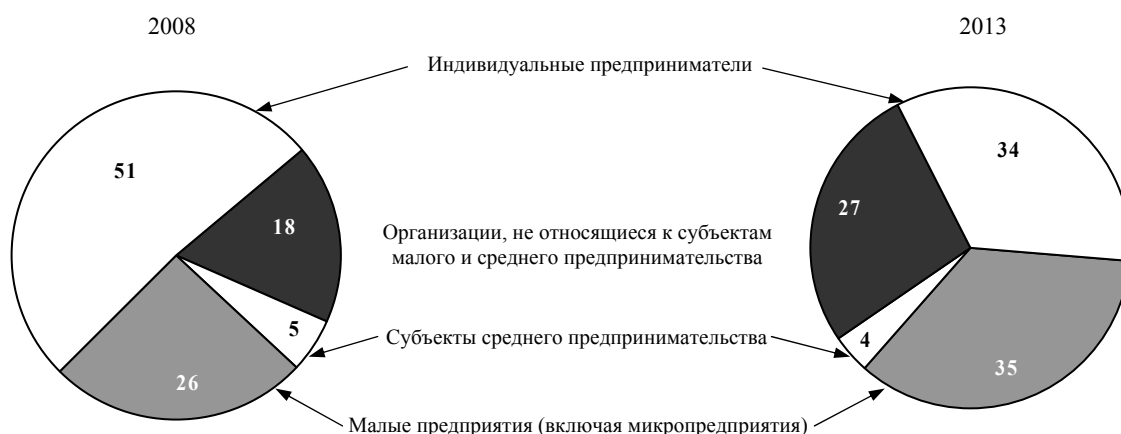 2008
2013
Индивидуальные предприниматели
51
34
18
27
Организации, не относящиеся к субъектам
малого и среднего предпринимательства
5
4
Субъекты среднего предпринимательства
26
35
Малые предприятия (включая микропредприятия)